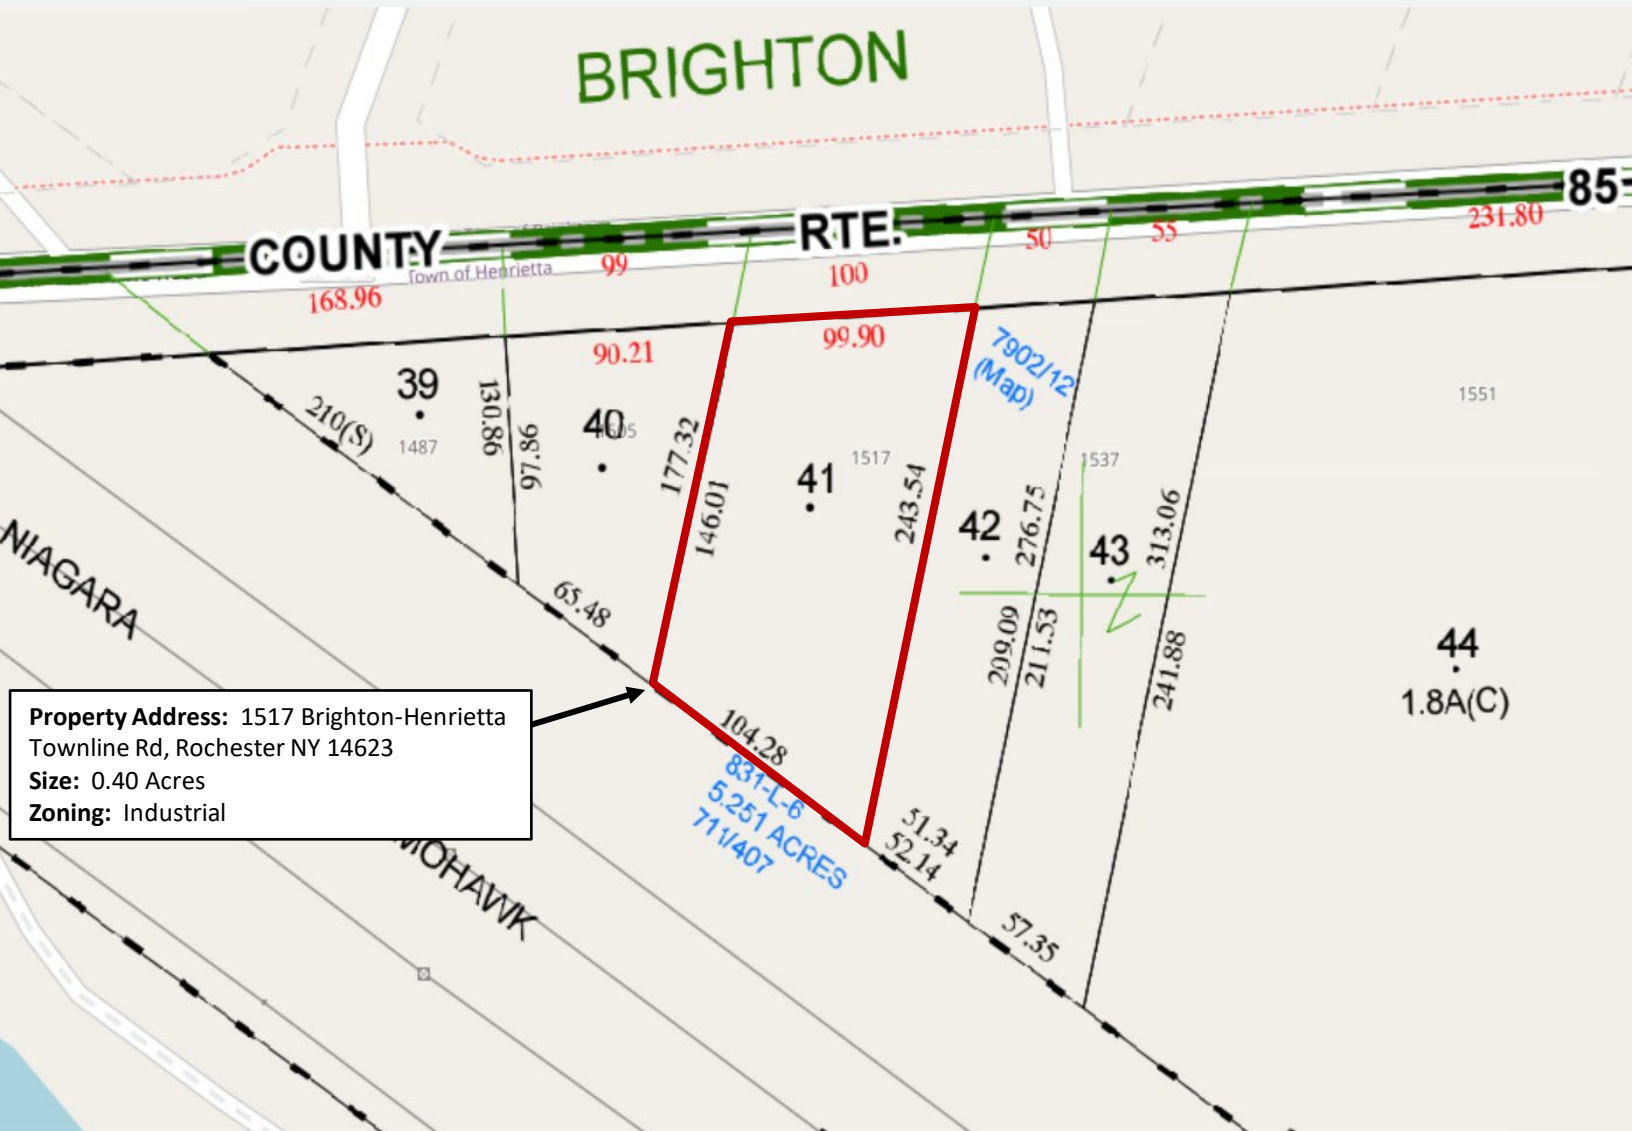 BRIGHTON
COUNTY
RTE.
85
Town of Henrietta
168.96
99
100
50
55
231.80
90.21
99.90
7902/12
(Map)
39
1487
210(S)
130.86
97.86
40
177.32
146.01
41
1517
243.54
42
276.75
1537
43
313.06
1551
209.09
211.53
241.88
44
1.8A(C)
65.48
104.28
831-L-6
5.251 ACRES
711/407
51.34
52.14
57.35
NIAGARA
MOHAWK
Property Address: 1517 Brighton-Henrietta
Townline Rd, Rochester NY 14623
Size: 0.40 Acres
Zoning: Industrial